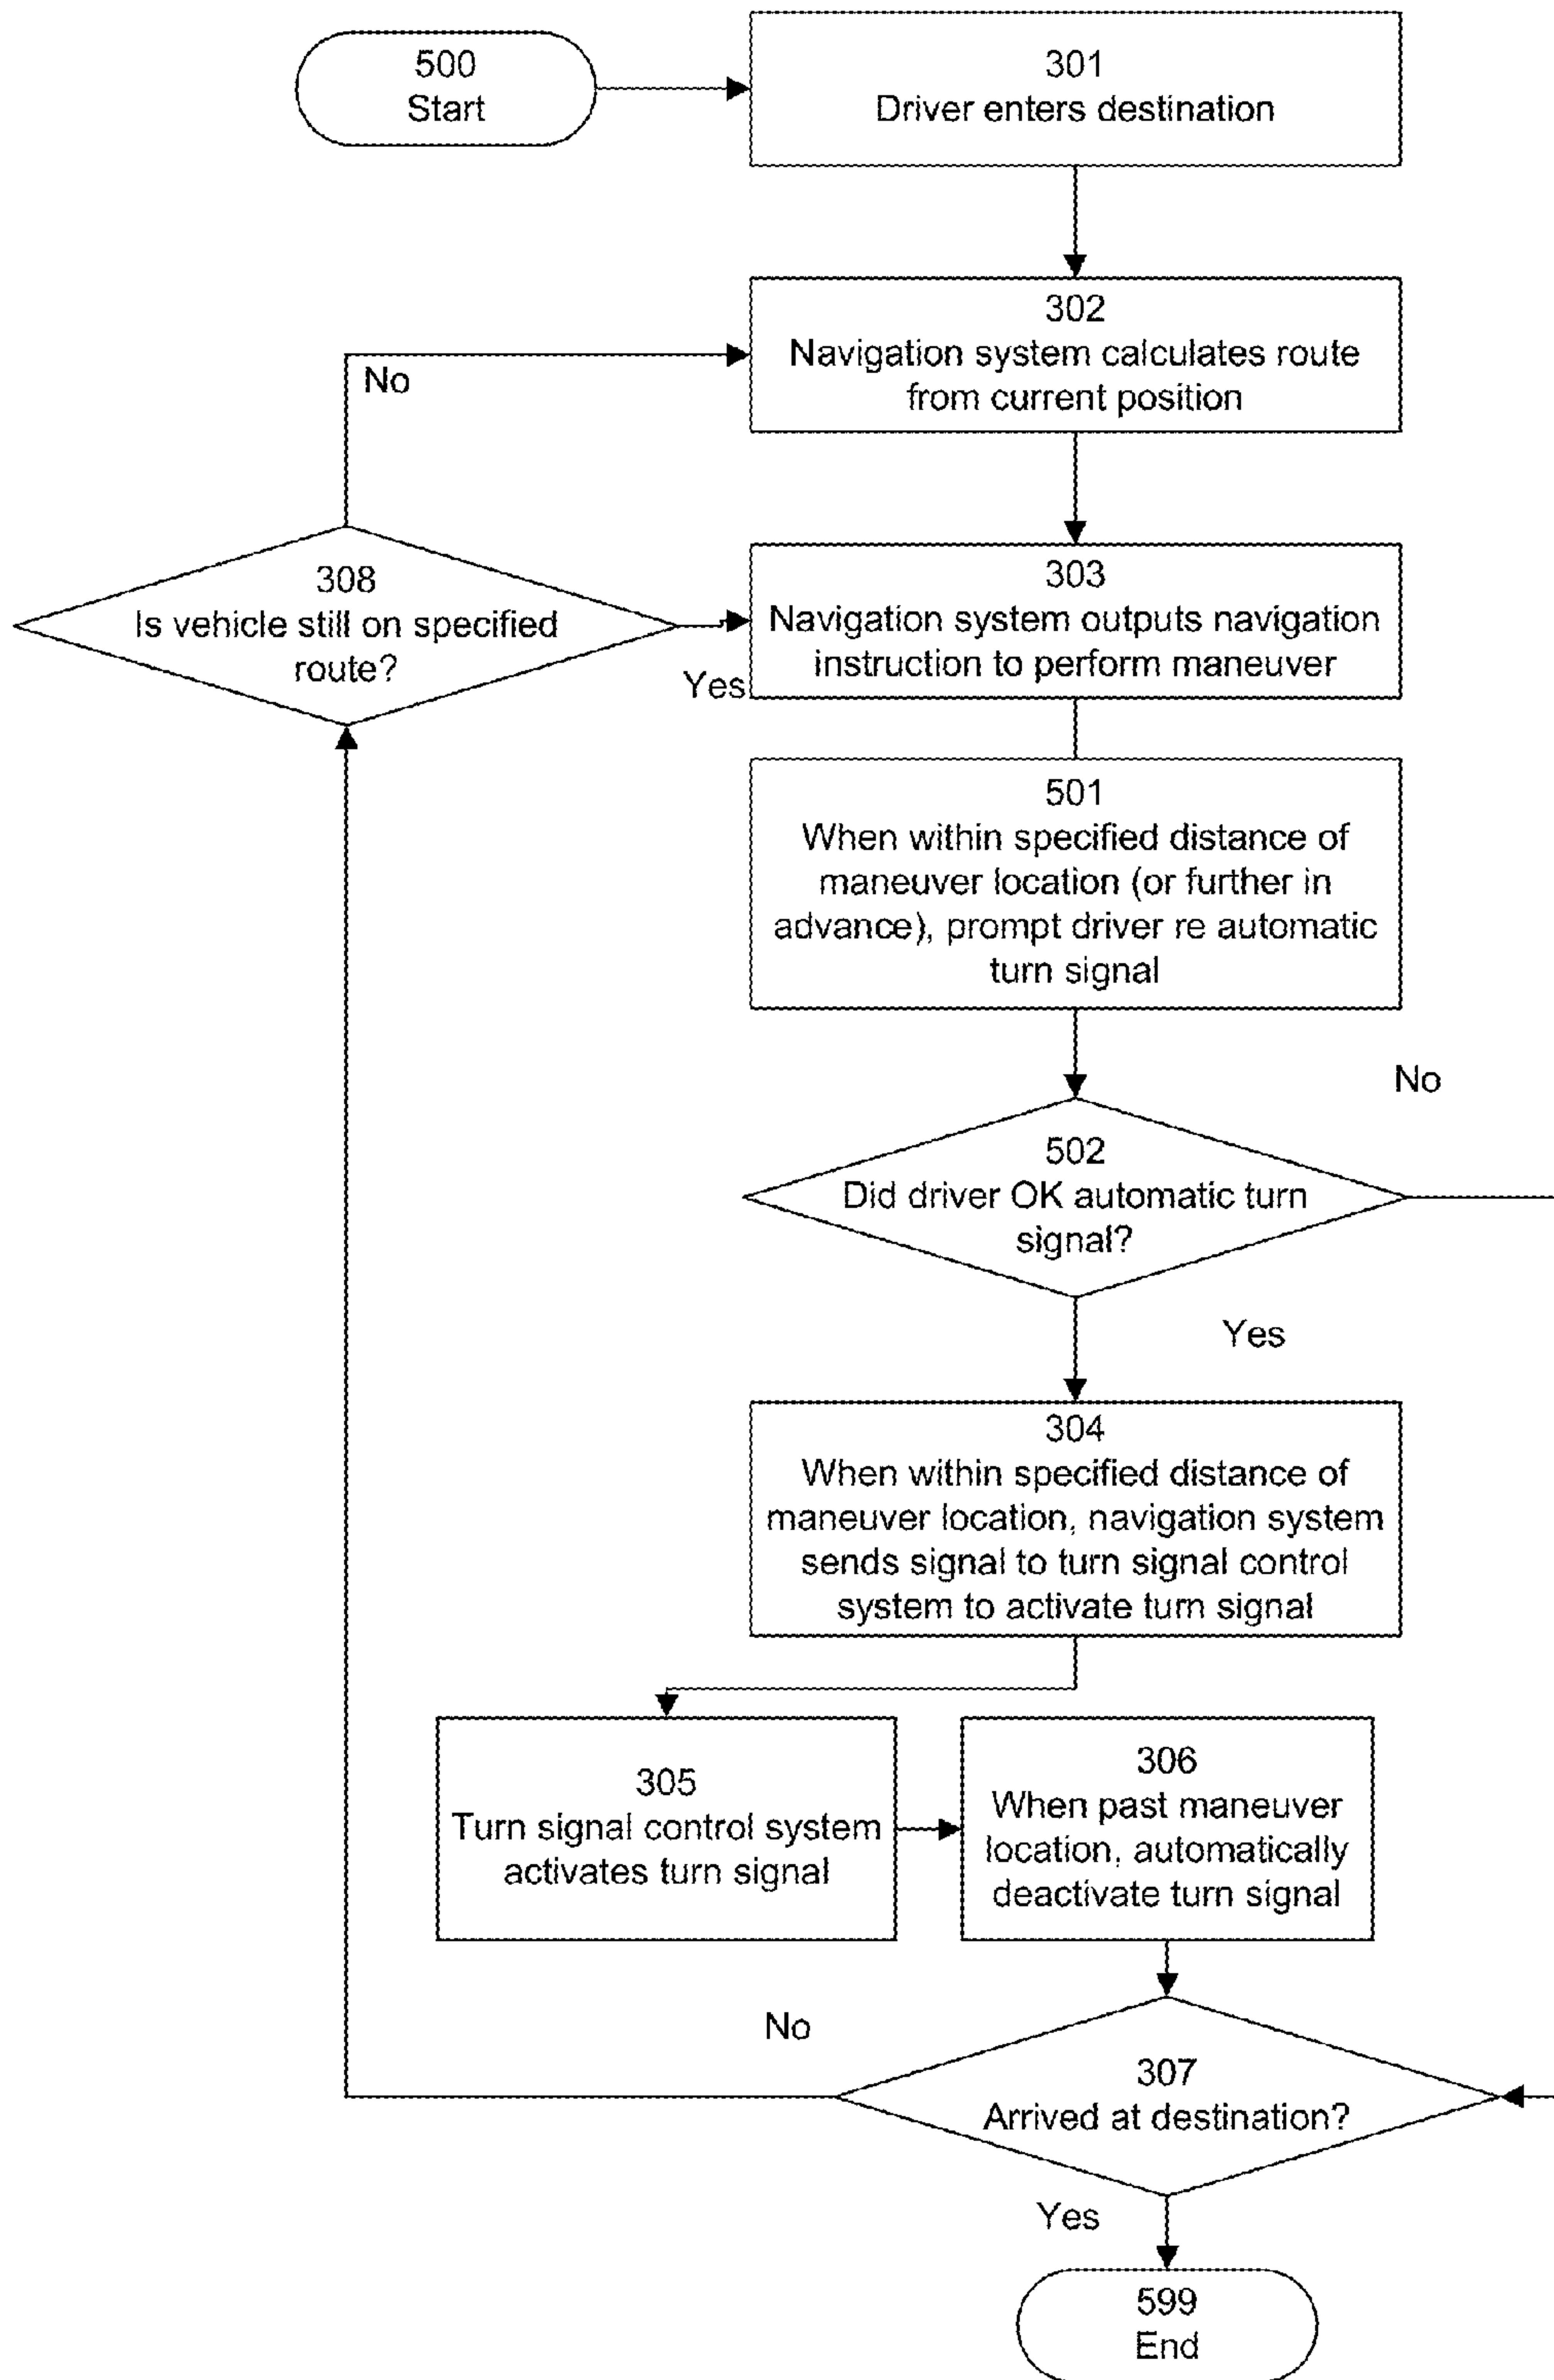 500
Start
301
Driver enters destination
302
Navigation system calculates route
from current position
No
308
Is vehicle still on specified
route?
Yes
303
Navigation system outputs navigation
instruction to perform maneuver
501
When within specified distance of
maneuver location (or further in
advance), prompt driver re automatic
turn signal
No
502
Did driver OK automatic turn
signal?
Yes
304
When within specified distance of
maneuver location, navigation system
sends signal to turn signal control
system to activate turn signal
305
Turn signal control system
activates turn signal
306
When past maneuver
location, automatically
deactivate turn signal
No
307
Arrived at destination?
Yes
599
End